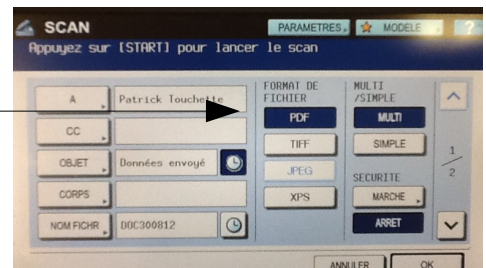 SCAN
PARAMETRES
MODELE
?
Appuyez sur [START] pour lancer le scan
FORMAT DE FICHIER
MULTI /SIMPLE
A
Patrick Touchette
PDF
MULTI
CC
TIFF
SIMPLE
OBJET
Données envoyé
JPEG
SECURITE
1/2
CORPS
XPS
MARCHE
NOM FICHR
DOC300812
ARRET
ANNULER
OK